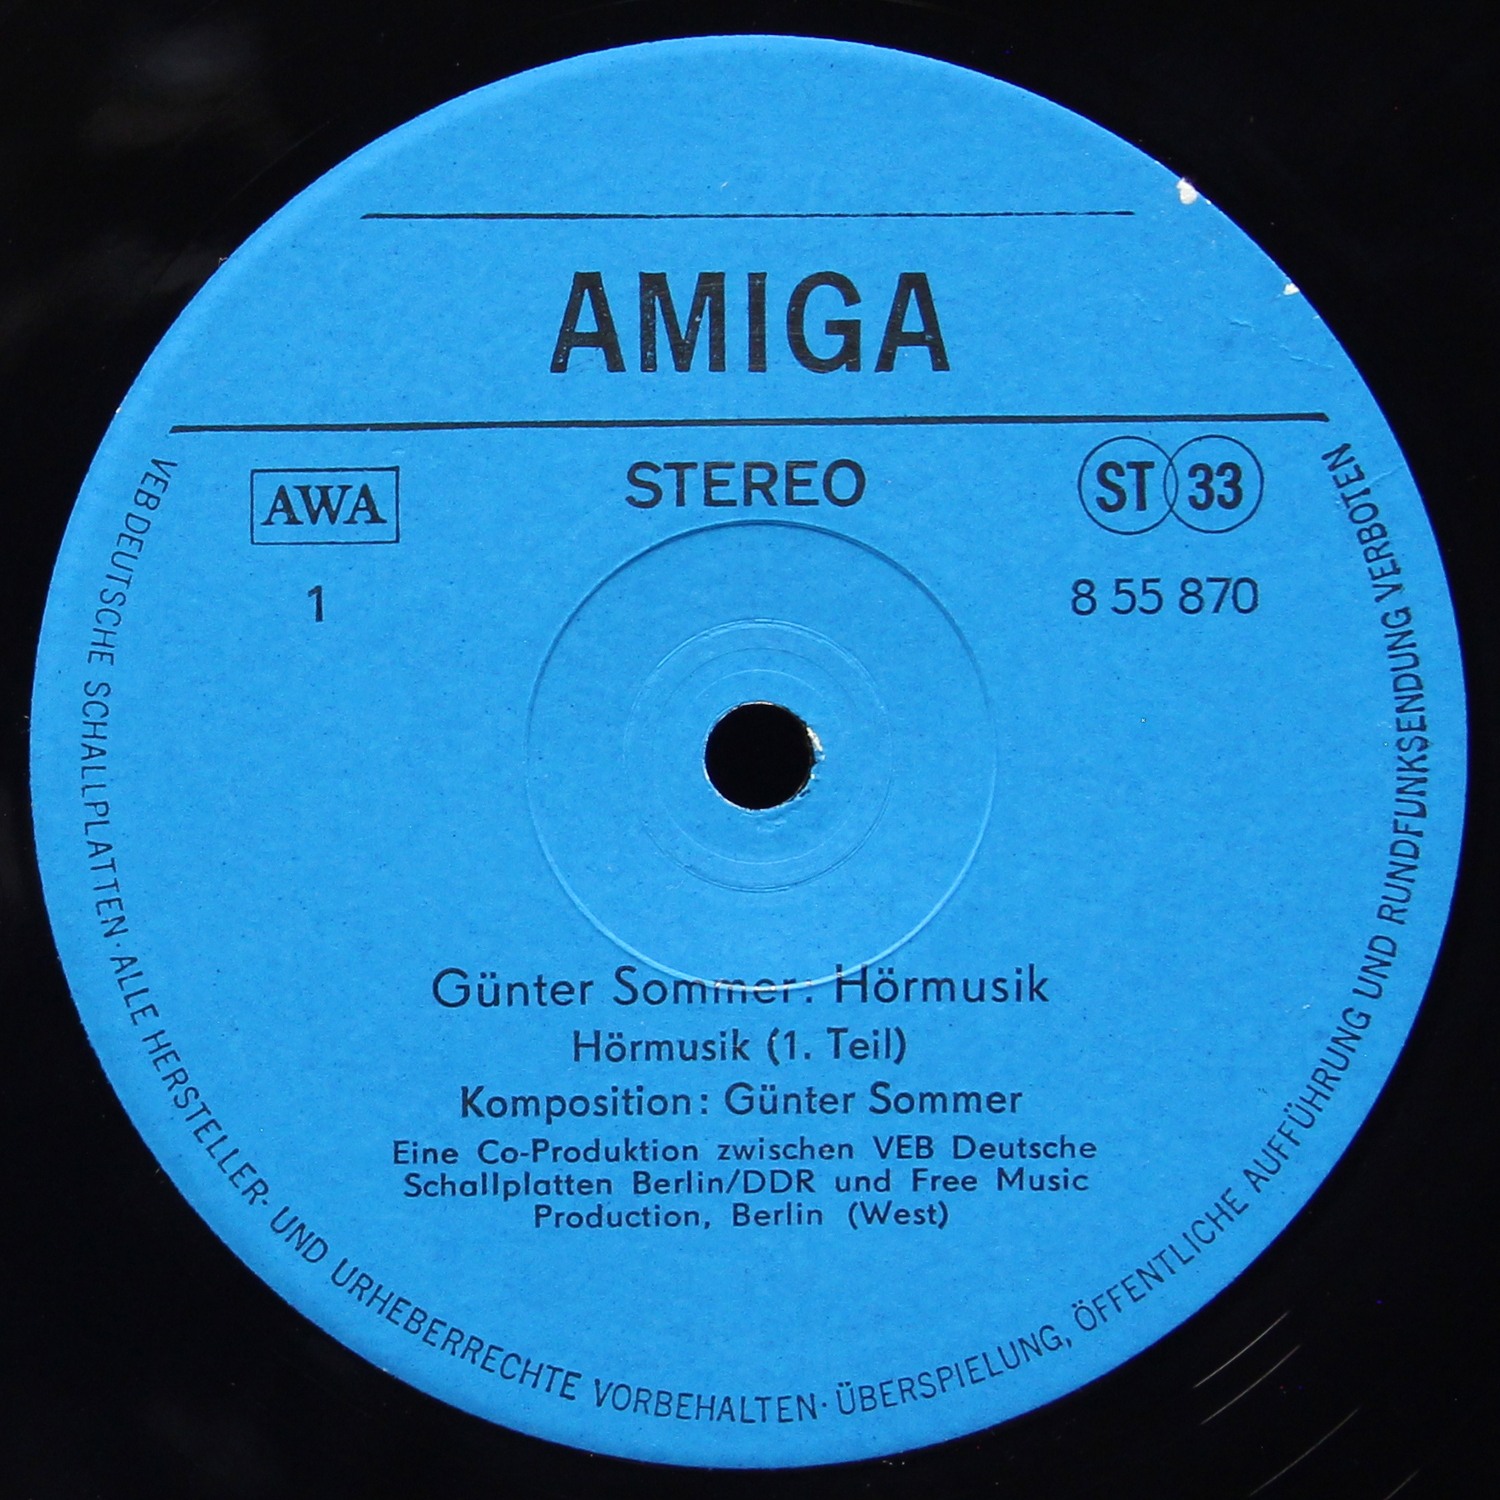 AMIGA
AWA
STEREO
ST 33
1
8 55 870
Günter Sommer: Hörmusik
Hörmusik (1. Teil)
Komposition: Günter Sommer
Eine Co-Produktion zwischen VEB Deutsche
Schallplatten Berlin/DDR und Free Music
Production, Berlin (West)
VEB DEUTSCHE SCHALLPLATTEN · ALLE HERSTELLER- UND URHEBERRECHTE VORBEHALTEN · ÜBERSPIELUNG, ÖFFENTLICHE AUFFÜHRUNG UND RUNDFUNKSENDUNG VERBOTEN